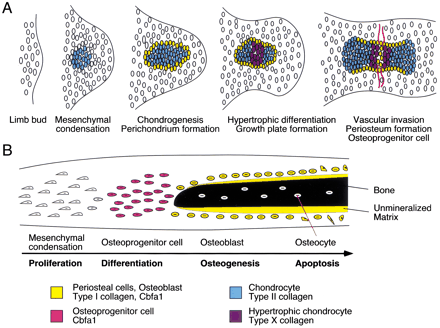 A
Limb bud
Mesenchymal
condensation
Chondrogenesis
Perichondrium formation
Hypertrophic differentiation
Growth plate formation
Vascular invasion
Periosteum formation
Osteoprogenitor cell
B
Bone
Unmineralized
Matrix
Mesenchymal
condensation
Osteoprogenitor cell
Osteoblast
Osteocyte
Proliferation
Differentiation
Osteogenesis
Apoptosis
Periosteal cells, Osteoblast
Type I collagen, Cbfa1
Chondrocyte
Type II collagen
Osteoprogenitor cell
Cbfa1
Hypertrophic chondrocyte
Type X collagen